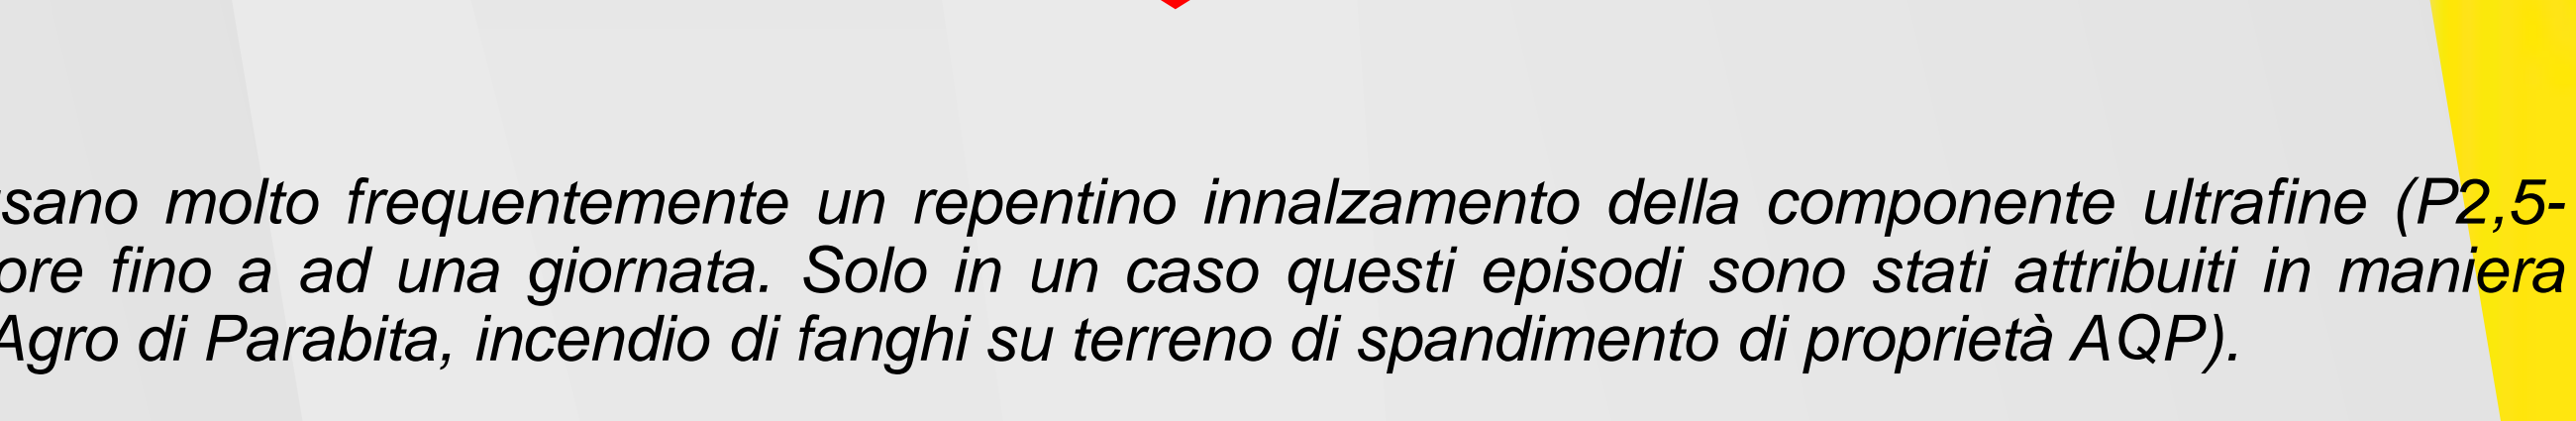 sano molto frequentemente un repentino innalzamento della componente ultrafine (P2,5-
ore fino a ad una giornata. Solo in un caso questi episodi sono stati attribuiti in maniera
Agro di Parabita, incendio di fanghi su terreno di spandimento di proprietà AQP).